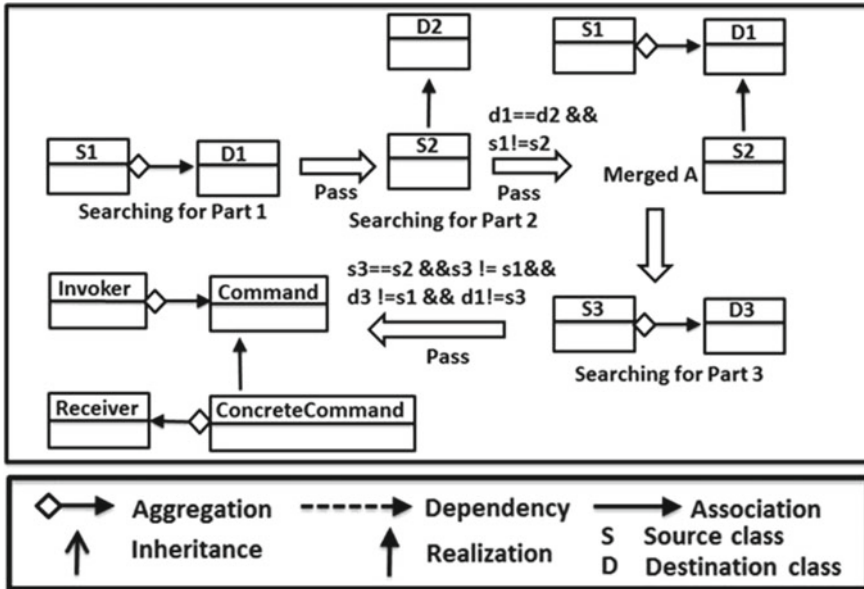 D2
S1
D1
d1==d2 &&
s1!=s2
S1
D1
S2
Pass
Pass
Merged A
S2
Searching for Part 1
Searching for Part 2
s3==s2 &&s3 != s1&&
d3 !=s1 && d1!=s3
Invoker
Command
S3
D3
Pass
Searching for Part 3
Receiver
ConcreteCommand
Aggregation
Dependency
Association
Inheritance
Realization
S Source class
D Destination class